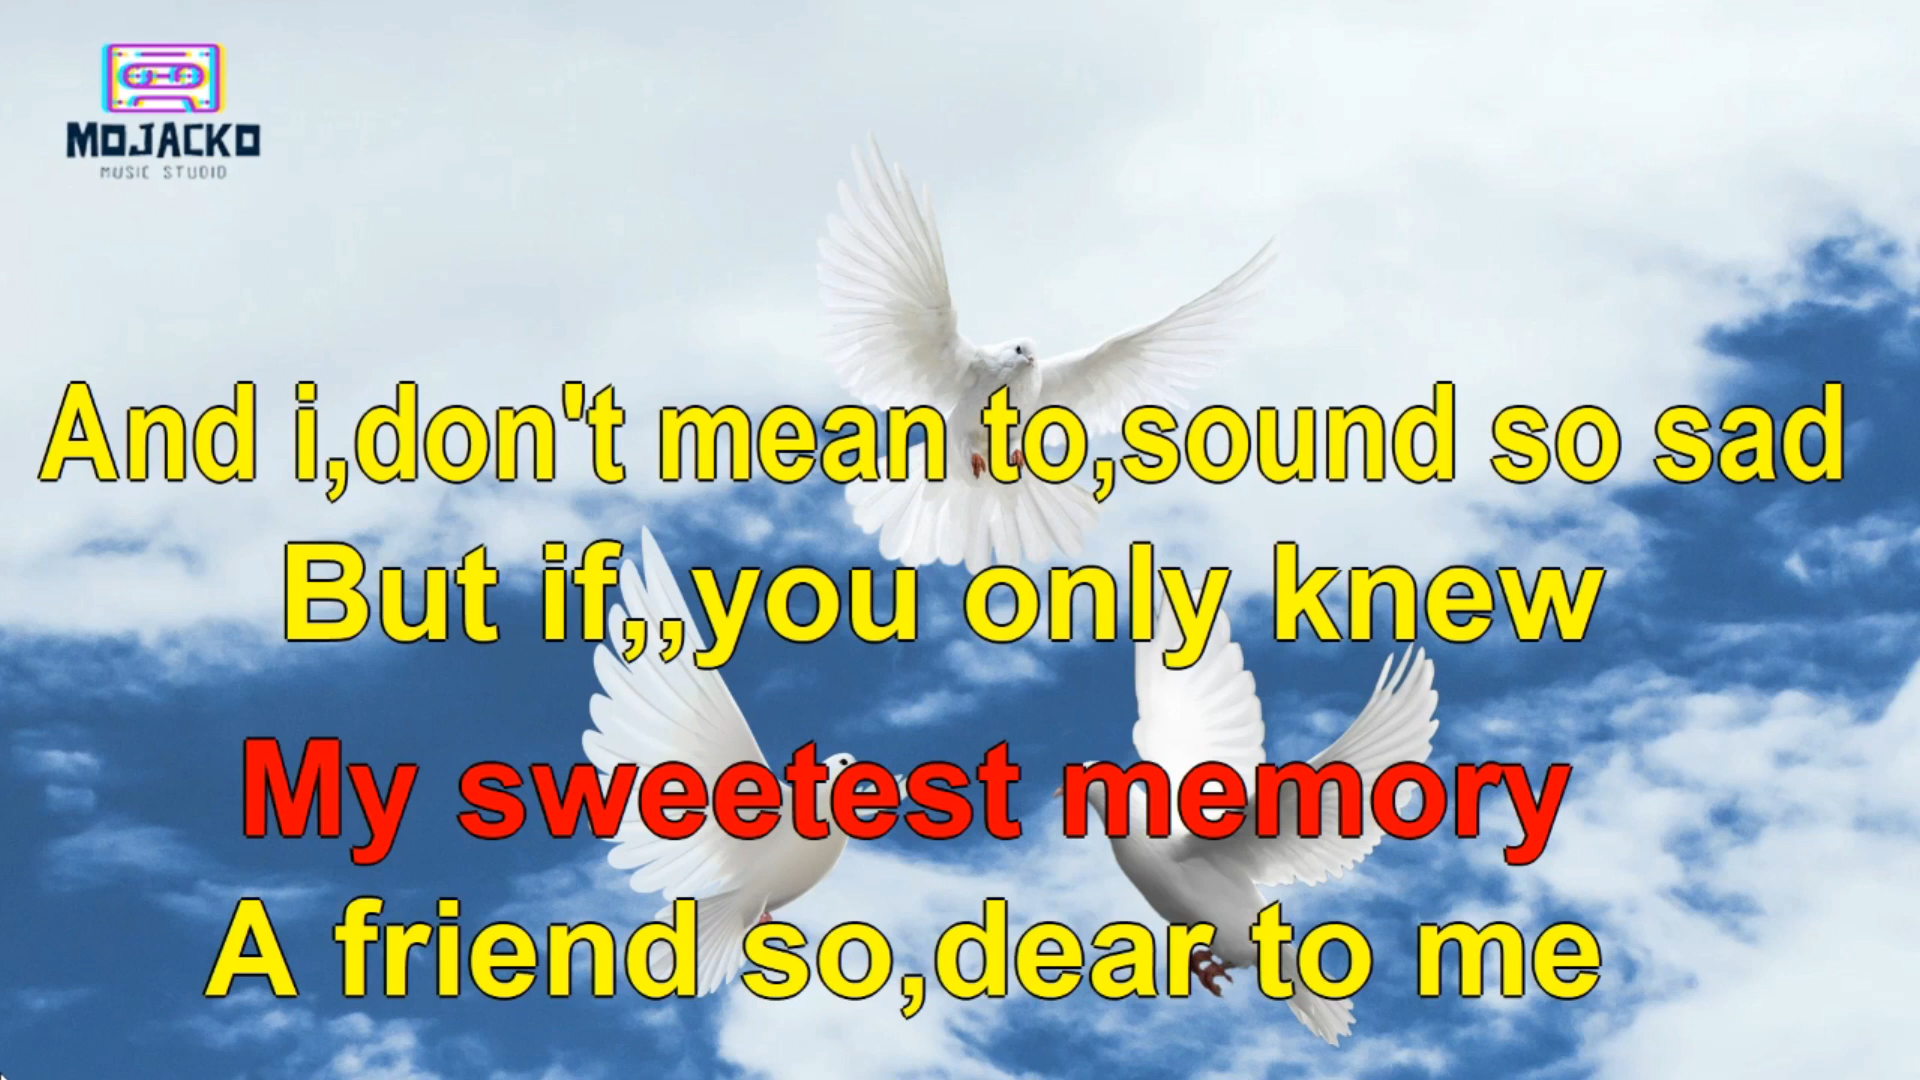 MOJACKO
MUSIC STUDIO
And i,don't mean to,sound so sad
But if,,you only knew
My sweetest memory
A friend so,dear to me